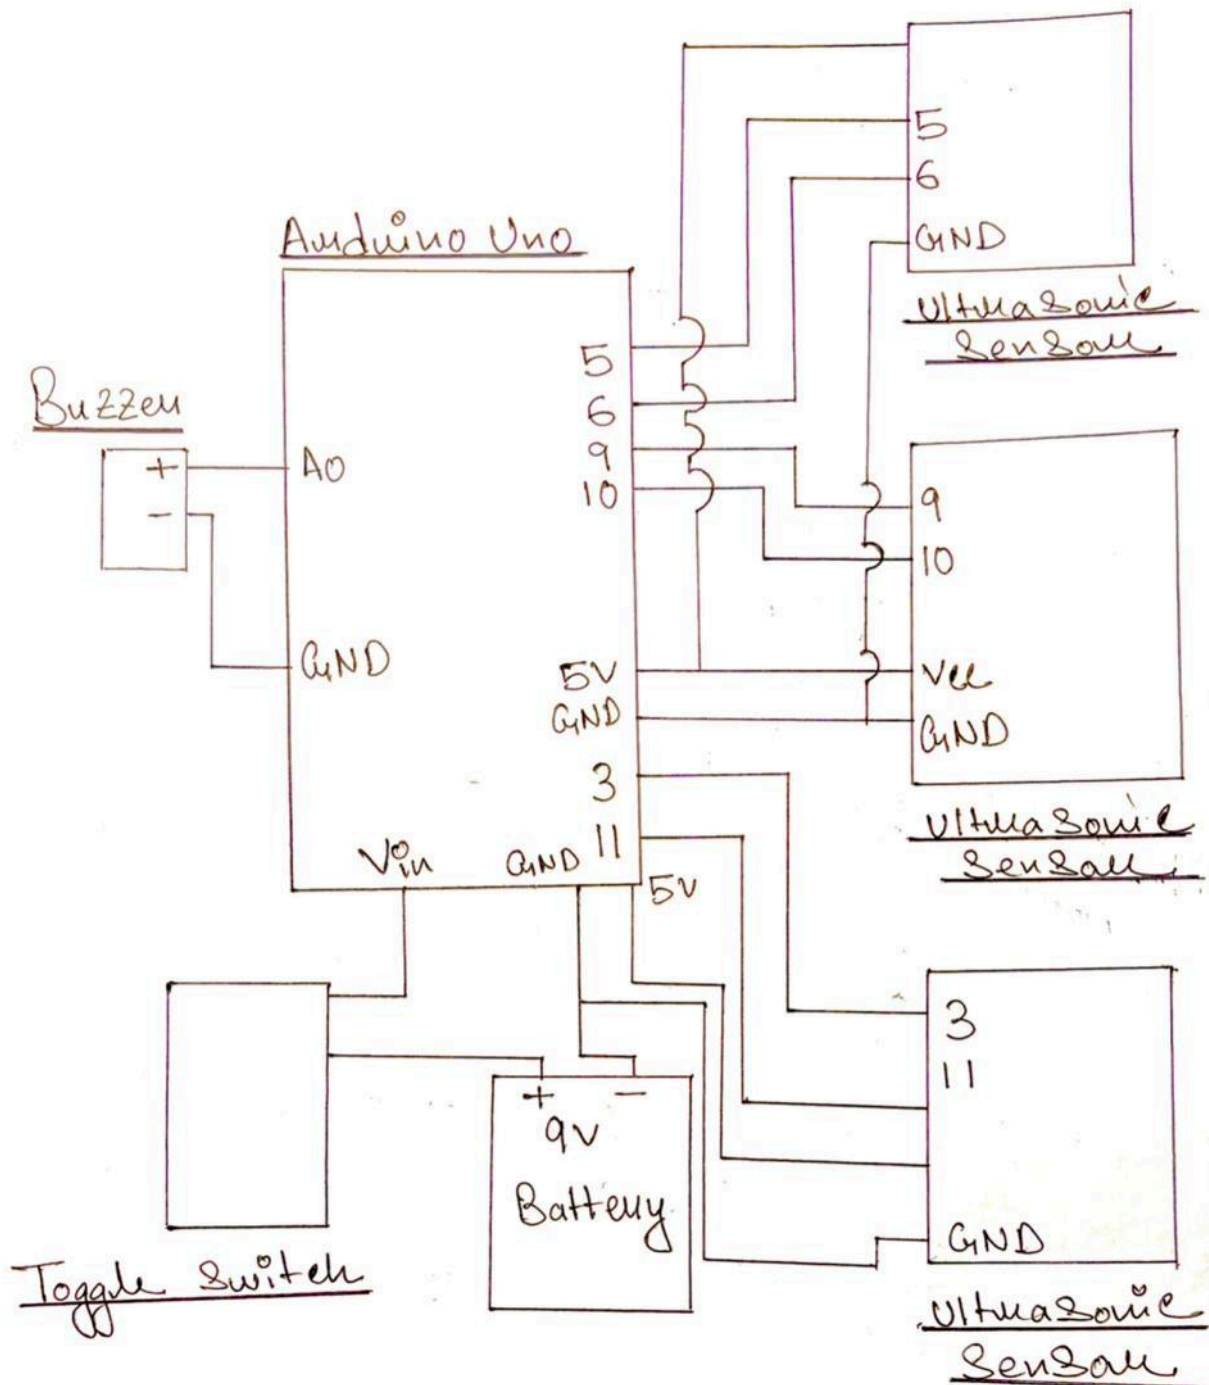 5
6
GND
Ultrasonic
Sensor
Arduino Uno
5
6
9
10
Buzzer
+
-
A0
GND
5V
GND
3
11
Vin
GND
5V
9
10
Vcc
GND
Ultrasonic
Sensor
3
11
GND
Ultrasonic
Sensor
+ -
9V
Battery
Toggle Switch